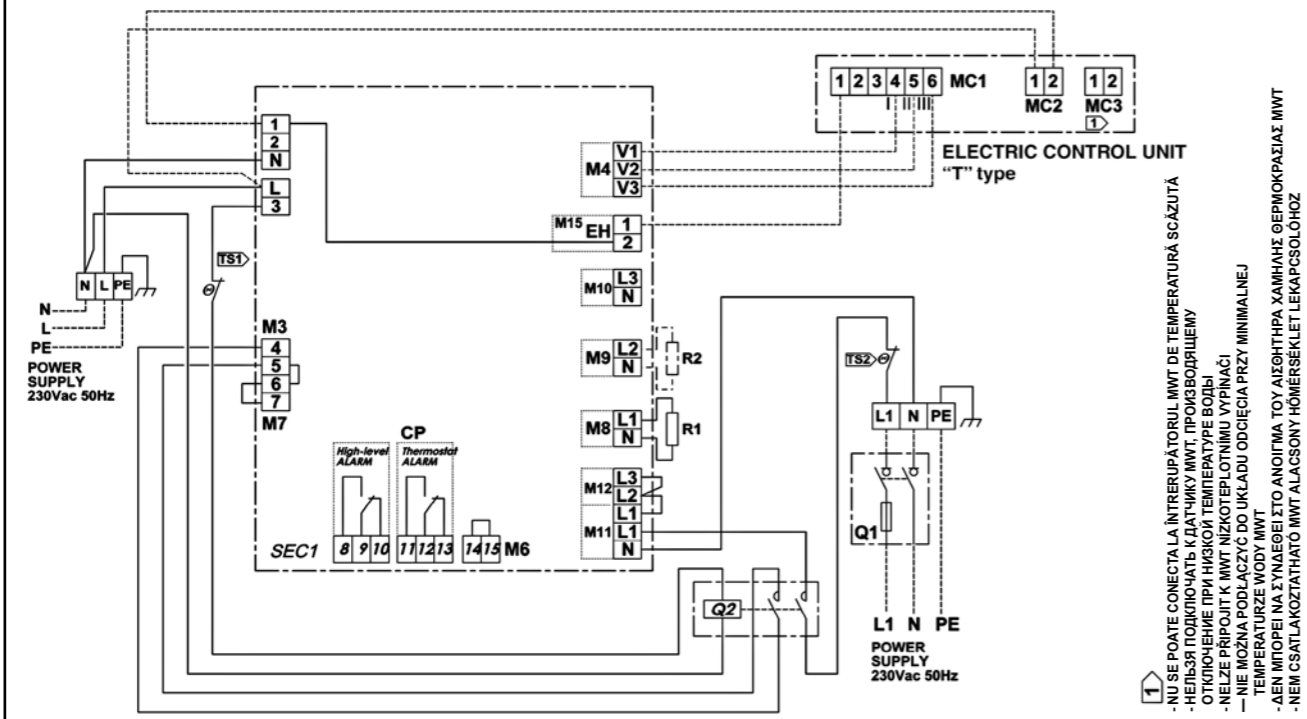 1 2 3 4 5 6 MC1
I II III
1 2
MC2
1 2
MC3
1
ELECTRIC CONTROL UNIT
“T” type
1
2
N
L
3
TS1
N L PE
N
L
PE
POWER
SUPPLY
230Vac 50Hz
M3
4
5
6
7
M7
M4
V1
V2
V3
M15 EH
1
2
M10
L3
N
M9
L2
N
R2
M8
L1
N
R1
M12
L3
L2
L1
M11
L1
N
CP
High-level
ALARM
Thermostat
ALARM
SEC1
8 9 10
11 12 13
14 15 M6
Q2
TS2
L1 N PE
Q1
L1 N PE
POWER
SUPPLY
230Vac 50Hz
1
- NU SE POATE CONECTA LA ÎNTRERUPĂTORUL MWT DE TEMPERATURĂ SCĂZUTĂ
- НЕЛЬЗЯ ПОДКЛЮЧАТЬ К ДАТЧИКУ MWT, ПРОИЗВОДЯЩЕМУ
ОТКЛЮЧЕНИЕ ПРИ НИЗКОЙ ТЕМПЕРАТУРЕ ВОДЫ
- NELZE PŘIPOJIT K MWT NÍZKOTEPLOTNÍMU VYPÍNAČI
— NIE MOŻNA PODŁĄCZYĆ DO UKŁADU ODCIĘCIA PRZY MINIMALNEJ
TEMPERATURZE WODY MWT
- ΔΕΝ ΜΠΟΡΕΙ ΝΑ ΣΥΝΔΕΘΕΙ ΣΤΟ ΑΝΟΙΓΜΑ ΤΟΥ ΑΙΣΘΗΤΗΡΑ ΧΑΜΗΛΗΣ ΘΕΡΜΟΚΡΑΣΙΑΣ MWT
- NEM CSATLAKOZTATHATÓ MWT ALACSONY HŐMÉRSÉKLET LEKAPCSOLÓHOZ